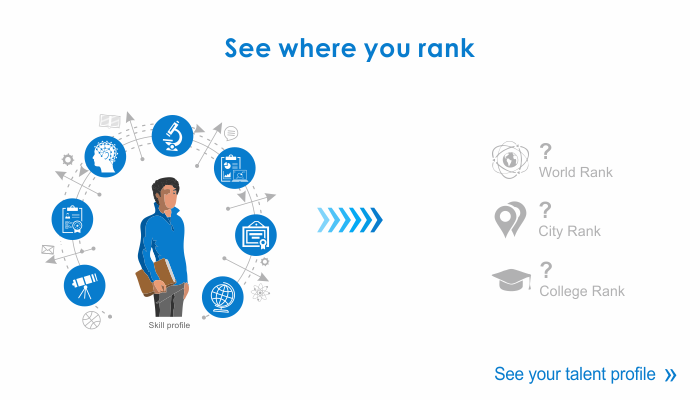 See where you rank
?
World Rank
?
City Rank
?
College Rank
Skill profile
See your talent profile »